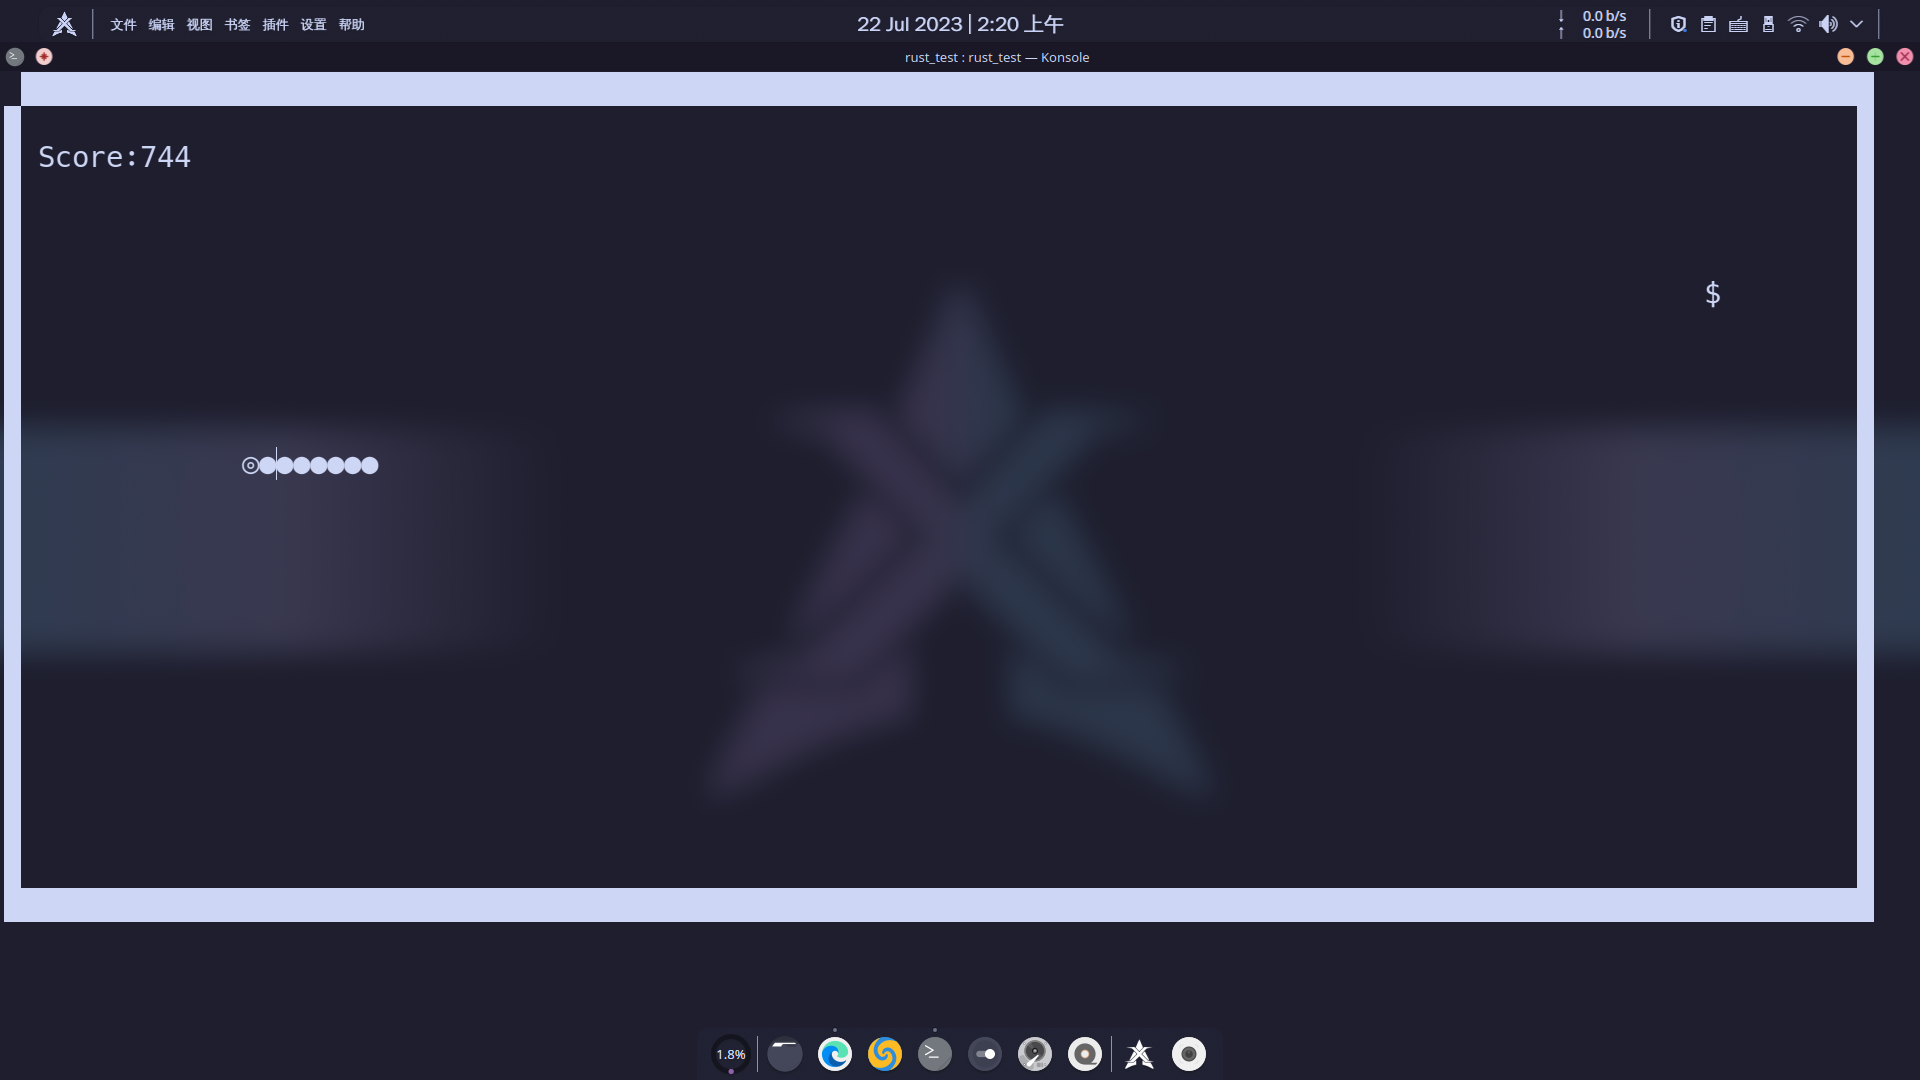 文件 编辑 视图 书签 插件 设置 帮助
22 Jul 2023 | 2:20 上午
↓ 0.0 b/s
↑ 0.0 b/s
rust_test : rust_test — Konsole
Score:744
$
◎●●●●●●●
1.8%